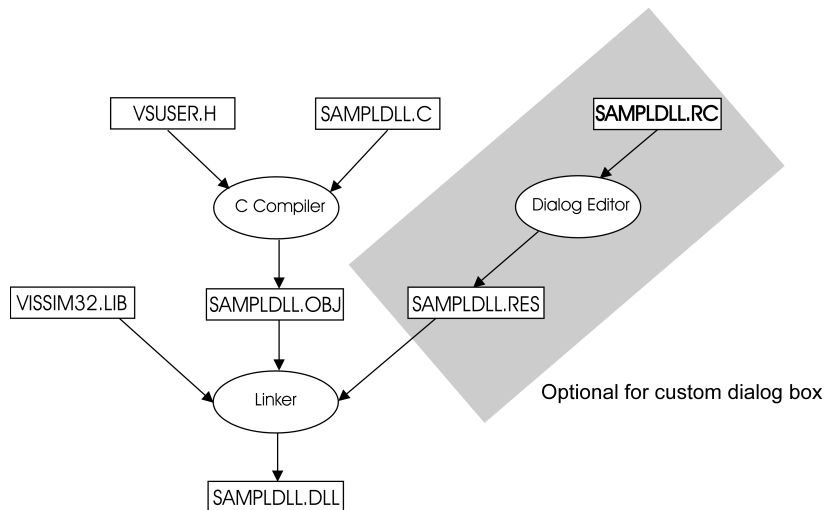 VSUSER.H
SAMPLDLL.C
SAMPLDLL.RC
C Compiler
Dialog Editor
VISSIM32.LIB
SAMPLDLL.OBJ
SAMPLDLL.RES
Linker
Optional for custom dialog box
SAMPLDLL.DLL